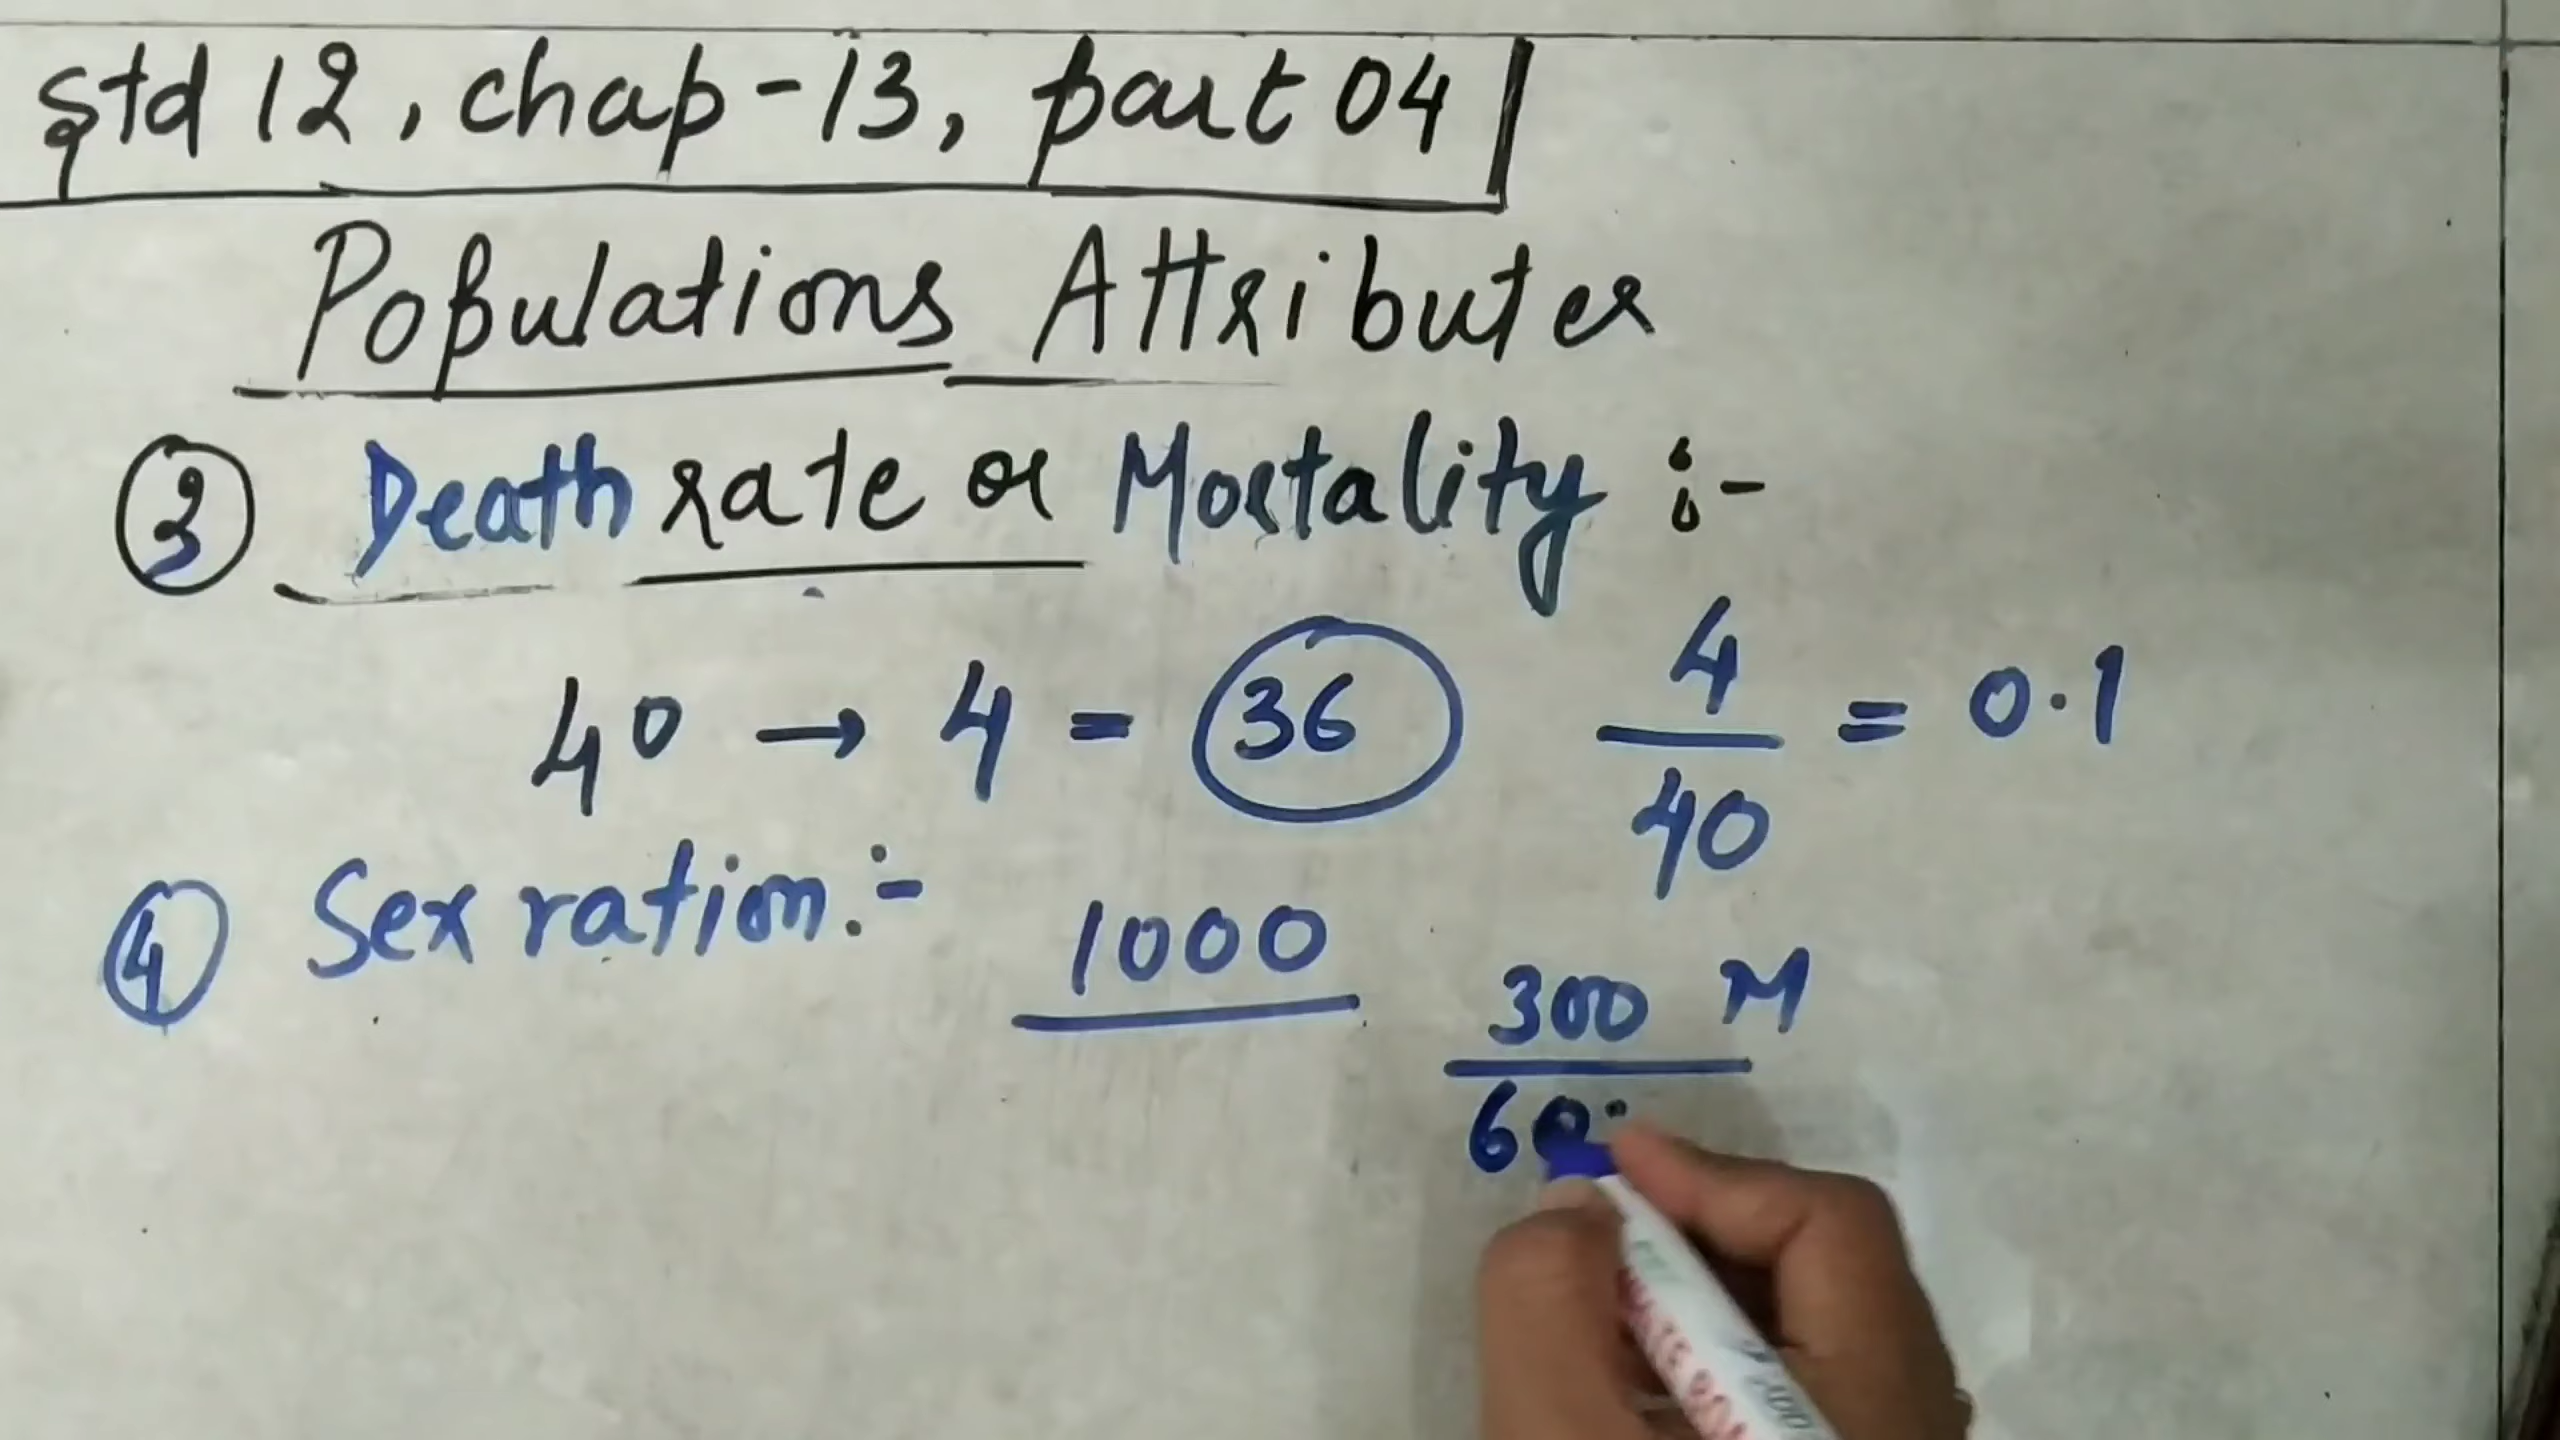 std 12, chap-13, part 04
Populations Attributes
3 Death rate or Mortality :-
40 → 4 = 36 4/40 = 0.1
4 Sex ration :-
1000
300 M
60